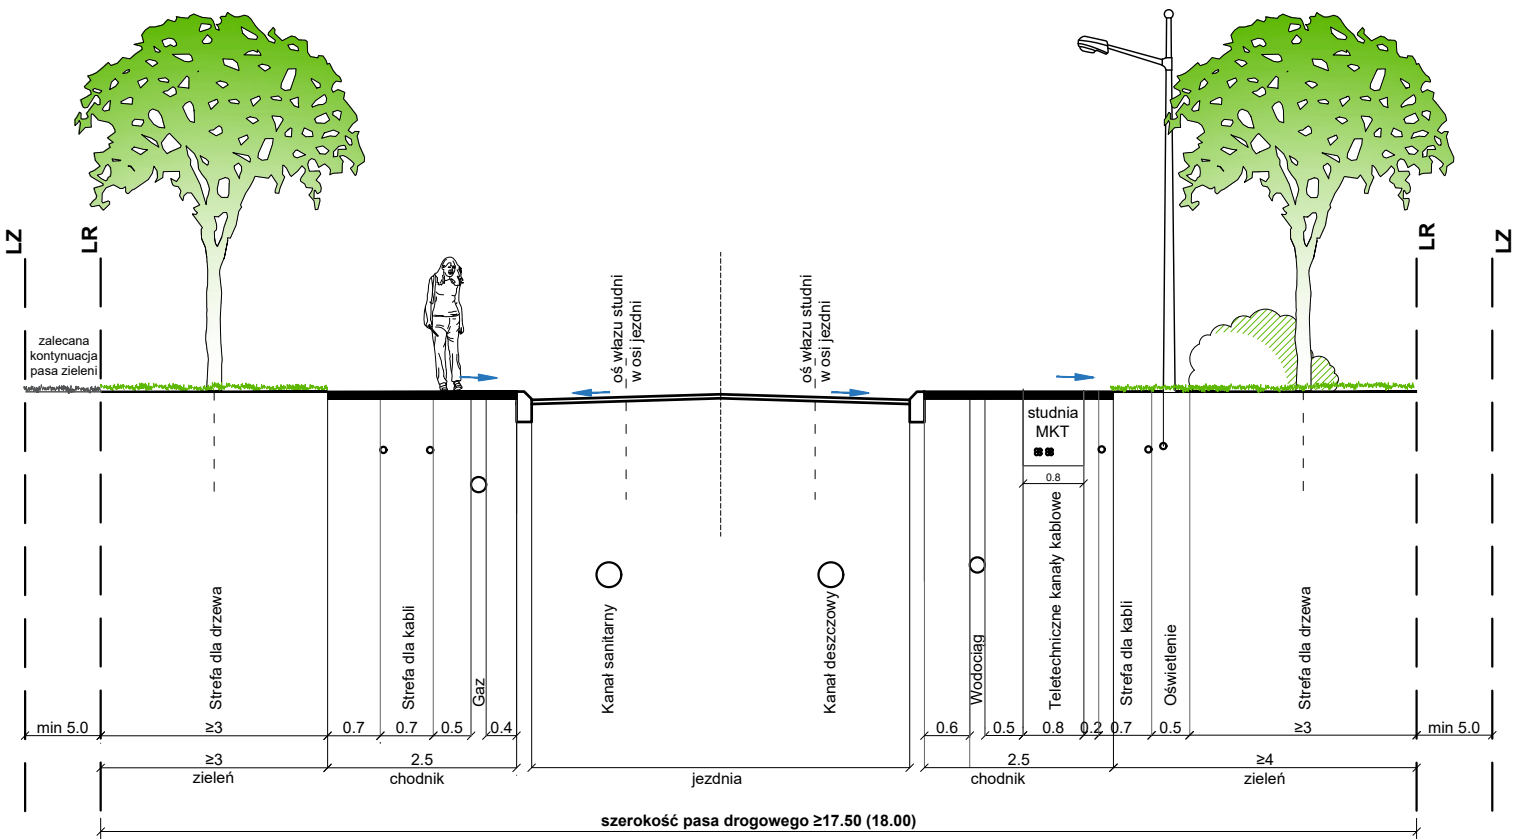 LZ
LR
LR
LZ
zalecana
kontynuacja
pasa zieleni
oś włazu studni
w osi jezdni
oś włazu studni
w osi jezdni
studnia
MKT
0.8
Strefa dla drzewa
Strefa dla kabli
Gaz
Kanał sanitarny
Kanał deszczowy
Wodociąg
Teletechniczne kanały kablowe
Strefa dla kabli
Oświetlenie
Strefa dla drzewa
min 5.0 ≥3 0.7 0.7 0.5 0.4 0.6 0.5 0.8 0.2 0.7 0.5 ≥3 min 5.0
≥3 2.5 2.5 ≥4
zieleń chodnik jezdnia chodnik zieleń
szerokość pasa drogowego ≥17.50 (18.00)